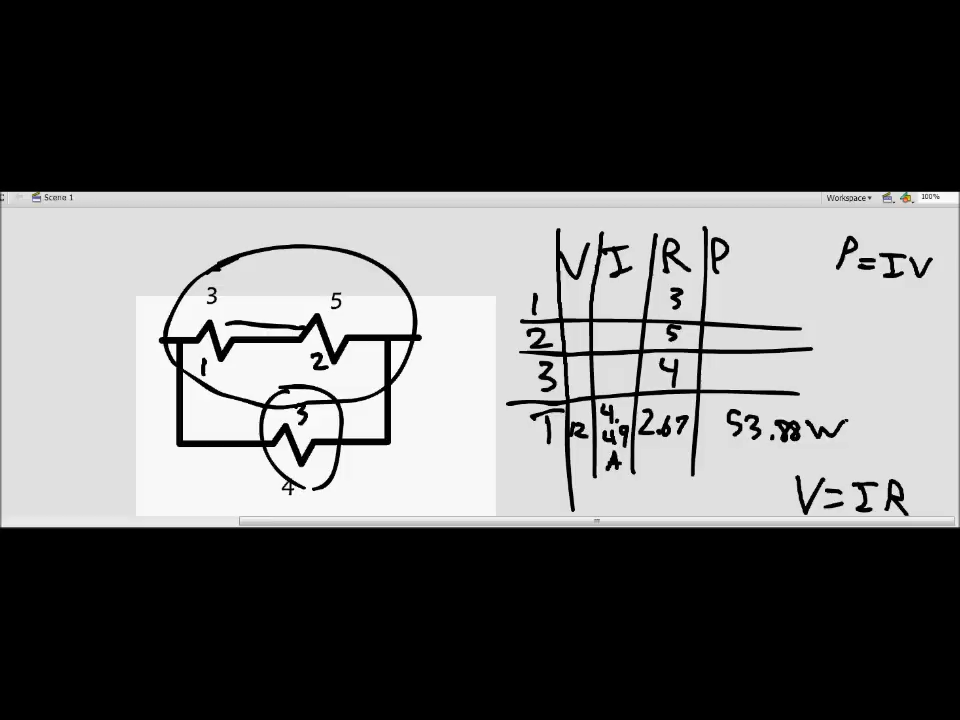 Scene 1
Workspace
100%
V I R P
P = IV
3 5
1 3
1 2
2 5
3 4
3
T 12 4.49 A 2.67 53.88 W
4
V = IR